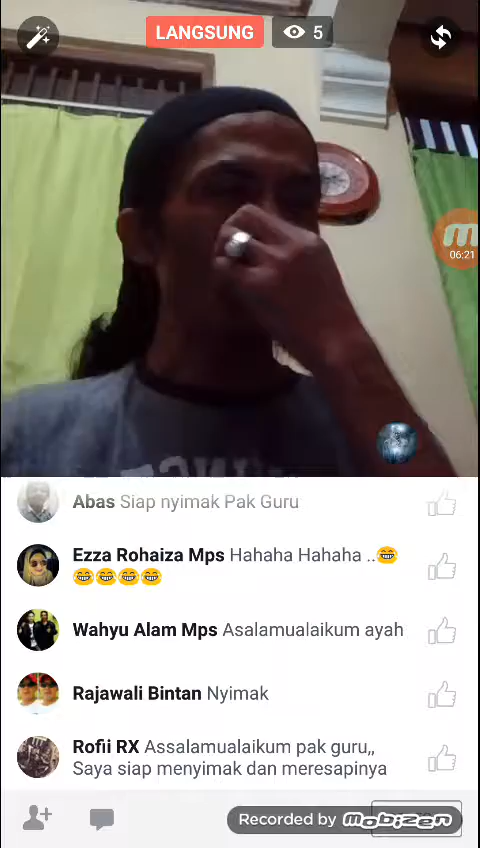 LANGSUNG
5
06:21
Abas Siap nyimak Pak Guru
Ezza Rohaiza Mps Hahaha Hahaha ..😂
😂😂😂😂
Wahyu Alam Mps Asalamualaikum ayah
Rajawali Bintan Nyimak
Rofii RX Assalamualaikum pak guru,,
Saya siap menyimak dan meresapinya
Recorded by mobizen